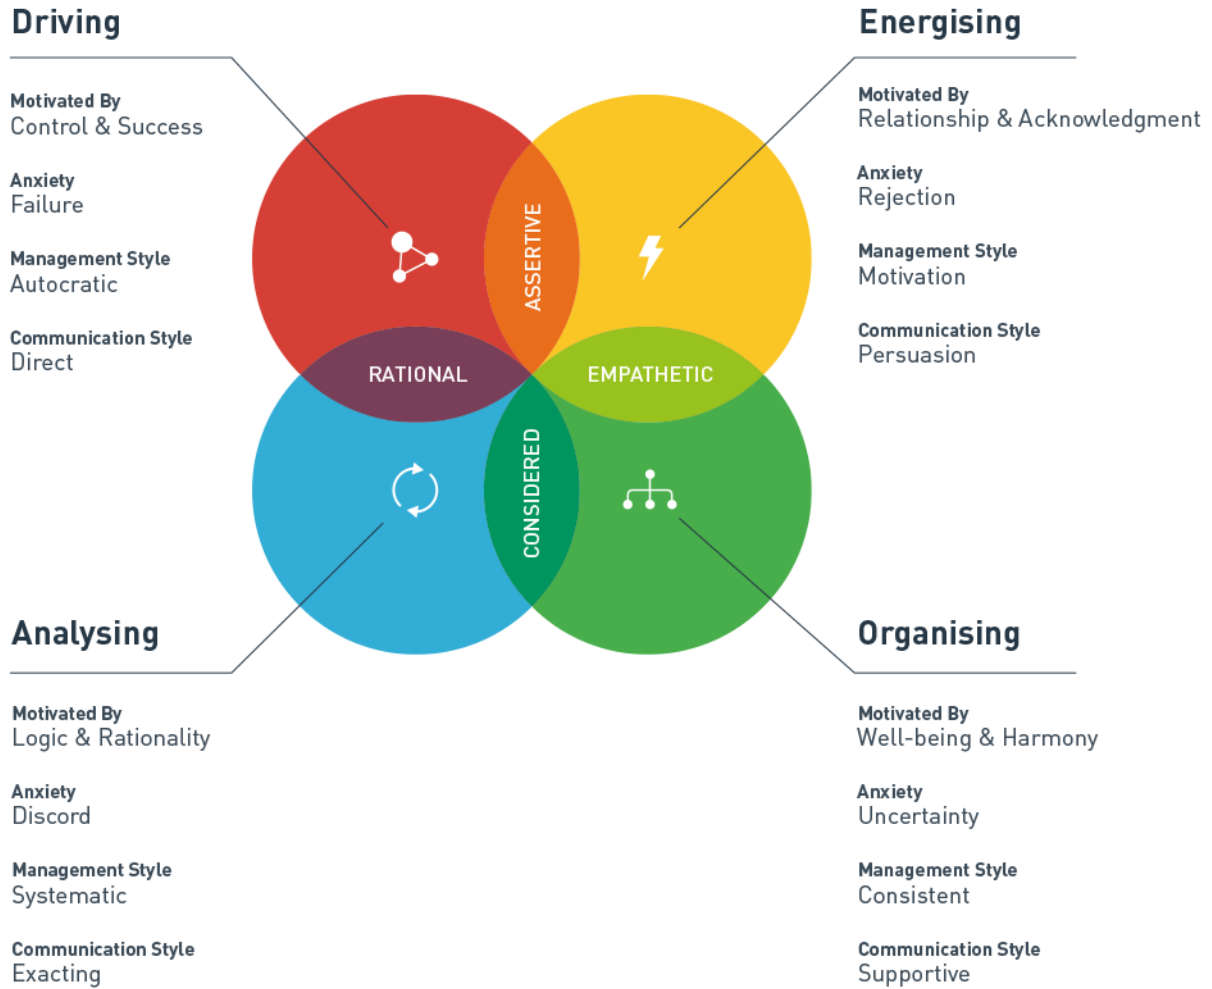 Driving
Motivated By
Control & Success
Anxiety
Failure
Management Style
Autocratic
Communication Style
Direct
Energising
Motivated By
Relationship & Acknowledgment
Anxiety
Rejection
Management Style
Motivation
Communication Style
Persuasion
ASSERTIVE
RATIONAL
EMPATHETIC
CONSIDERED
Analysing
Motivated By
Logic & Rationality
Anxiety
Discord
Management Style
Systematic
Communication Style
Exacting
Organising
Motivated By
Well-being & Harmony
Anxiety
Uncertainty
Management Style
Consistent
Communication Style
Supportive